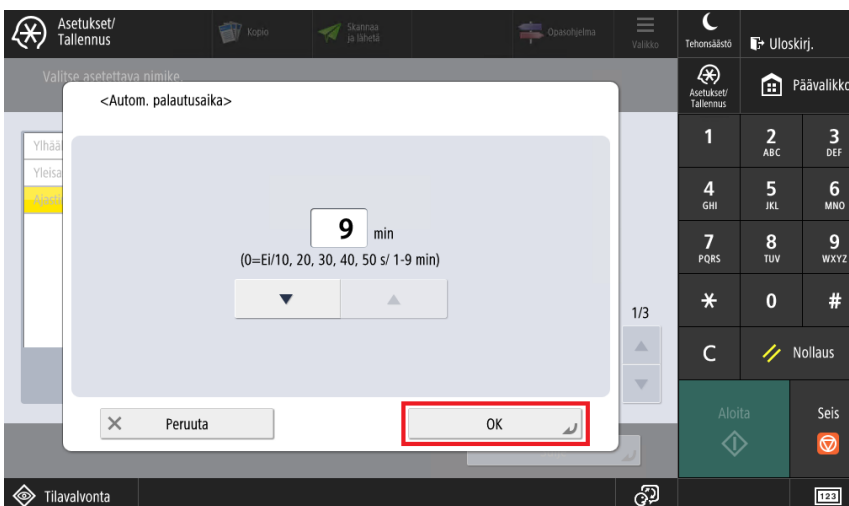 Asetukset/
Tallennus
Kopio
Skannaa
ja lähetä
Opasohjelma
Valikko
Tehonsäästö
Uloskirj.
Valitse asetettava nimike.
Asetukset/
Tallennus
Päävalikko
<Autom. palautusaika>
Ylhää
Yleisa
Ajasti
9 min
(0=Ei/10, 20, 30, 40, 50 s/ 1-9 min)
1/3
Peruuta
OK
1
2
ABC
3
DEF
4
GHI
5
JKL
6
MNO
7
PQRS
8
TUV
9
WXYZ
*
0
#
C
Nollaus
Aloita
Seis
Tilavalvonta
123